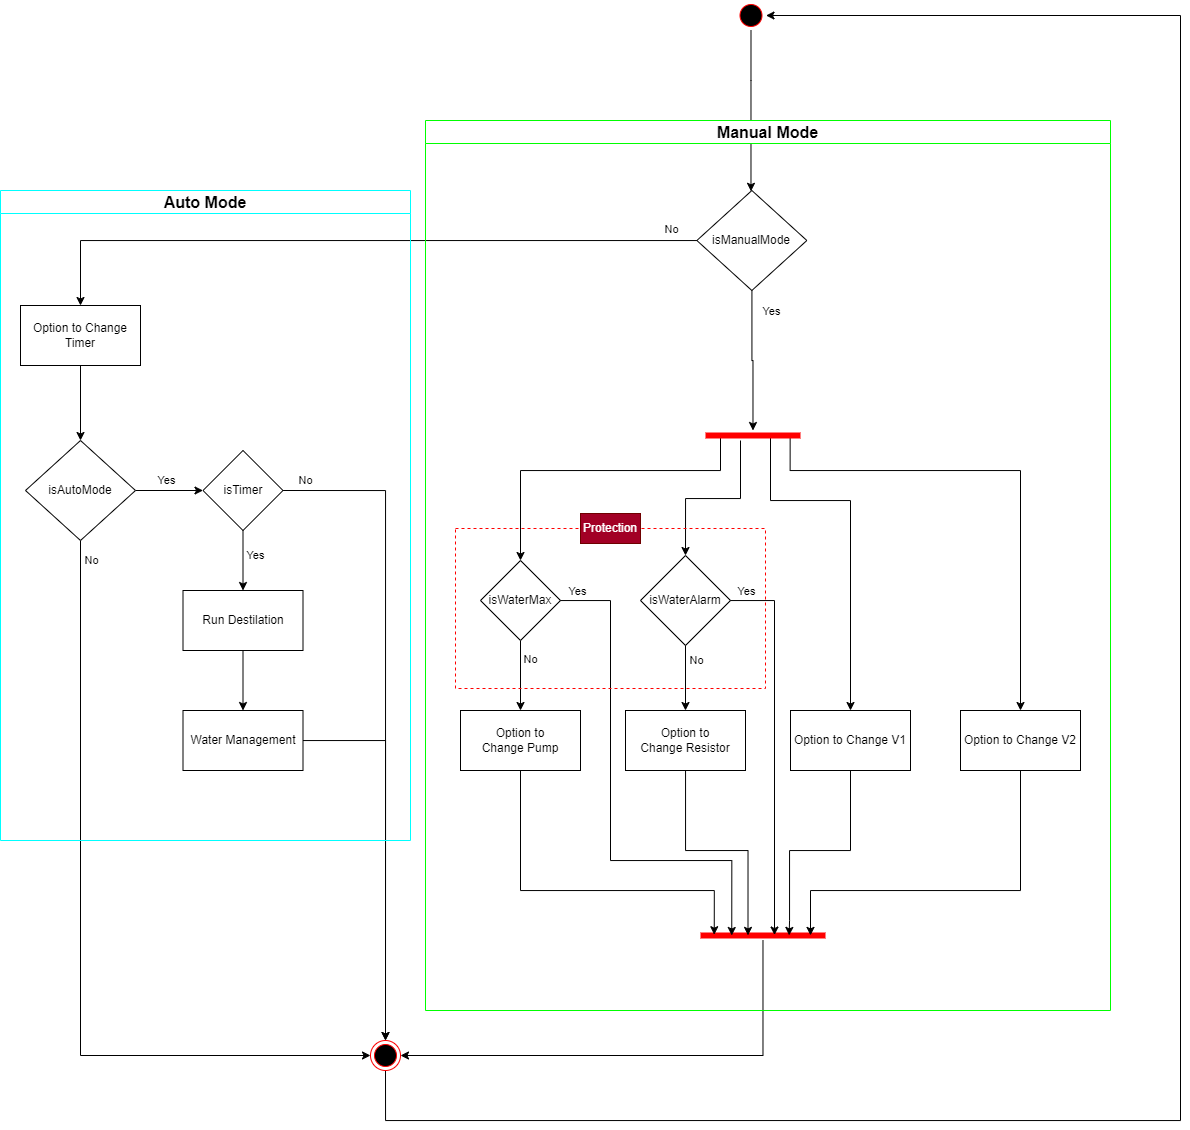 Manual Mode
Auto Mode
No
isManualMode
Yes
Option to Change
Timer
isAutoMode
Yes
isTimer
No
No
Yes
Run Destilation
Water Management
Protection
isWaterMax
Yes
isWaterAlarm
Yes
No
No
Option to
Change Pump
Option to
Change Resistor
Option to Change V1
Option to Change V2